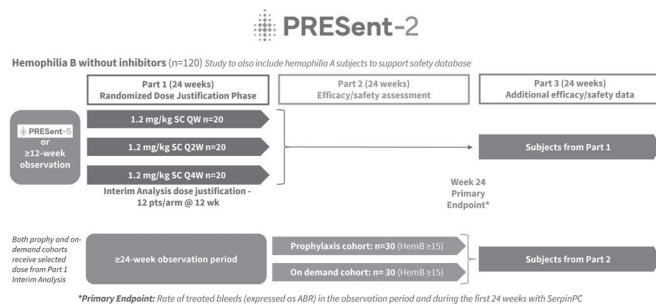 PRESent-2
Hemophilia B without inhibitors (n=120) Study to also include hemophilia A subjects to support safety database
Part 1 (24 weeks)
Randomized Dose Justification Phase
Part 2 (24 weeks)
Efficacy/safety assessment
Part 3 (24 weeks)
Additional efficacy/safety data
PRESent-5
or
≥12-week
observation
1.2 mg/kg SC QW n=20
1.2 mg/kg SC Q2W n=20
1.2 mg/kg SC Q4W n=20
Interim Analysis dose justification -
12 pts/arm @ 12 wk
Subjects from Part 1
Week 24
Primary
Endpoint*
Both prophy and on-
demand cohorts
receive selected
dose from Part 1
Interim Analysis
≥24-week observation period
Prophylaxis cohort: n=30 (HemB ≥15)
On demand cohort: n= 30 (HemB ≥15)
Subjects from Part 2
*Primary Endpoint: Rate of treated bleeds (expressed as ABR) in the observation period and during the first 24 weeks with SerpinPC